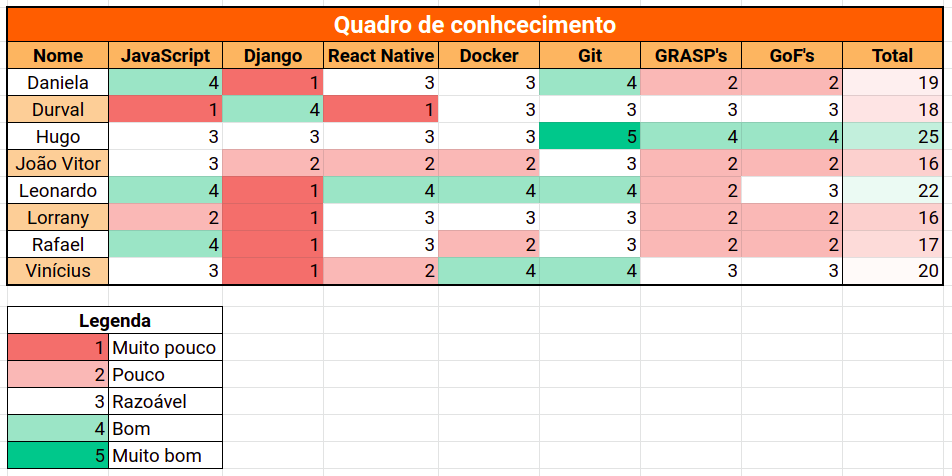 Quadro de conhcecimento
Nome JavaScript Django React Native Docker Git GRASP's GoF's Total
Daniela 4 1 3 3 4 2 2 19
Durval 1 4 1 3 3 3 3 18
Hugo 3 3 3 3 5 4 4 25
João Vitor 3 2 2 2 3 2 2 16
Leonardo 4 1 4 4 4 2 3 22
Lorrany 2 1 3 3 3 2 2 16
Rafael 4 1 3 2 3 2 2 17
Vinícius 3 1 2 4 4 3 3 20
Legenda
1 Muito pouco
2 Pouco
3 Razoável
4 Bom
5 Muito bom